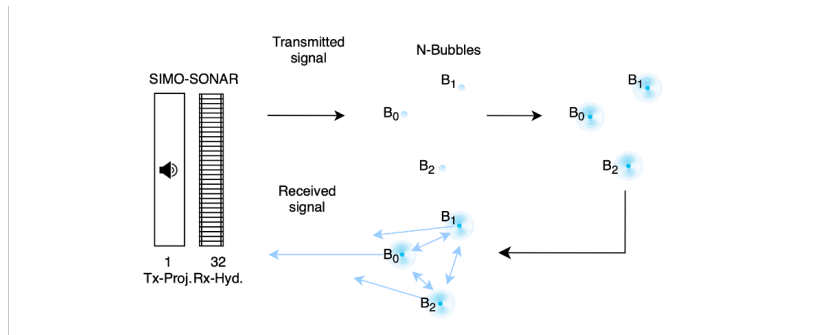 Transmitted
signal
N-Bubbles
SIMO-SONAR
B1
B0
B2
B1
B0
B2
Received
signal
B1
B0
B2
1 32
Tx-Proj. Rx-Hyd.